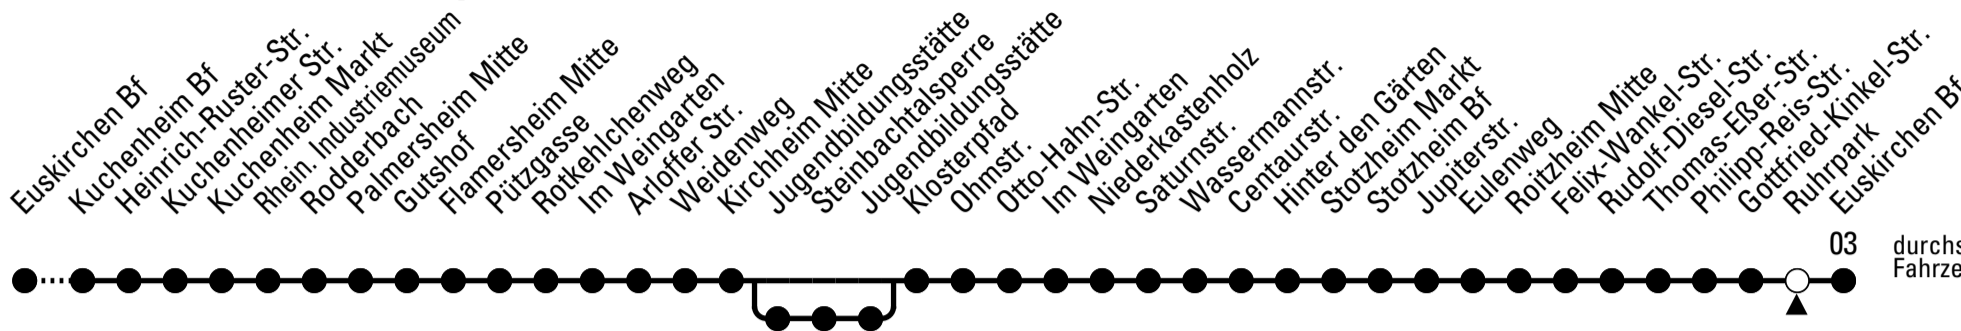 Euskirchen Bf
Kuchenheim Bf
Heinrich-Ruster-Str.
Kuchenheimer Str.
Kuchenheim Markt
Rhein. Industriemuseum
Rodderbach
Palmersheim Mitte
Gutshof
Flamersheim Mitte
Pützgasse
Rotkehlchenweg
Im Weingarten
Arloffer Str.
Weidenweg
Kirchheim Mitte
Jugendbildungsstätte
Steinbachtalsperre
Jugendbildungsstätte
Klosterpfad
Ohmstr.
Otto-Hahn-Str.
Im Weingarten
Niederkastenholz
Saturnstr.
Wassermannstr.
Centaurstr.
Hinter den Gärten
Stotzheim Markt
Stotzheim Bf
Jupiterstr.
Eulenweg
Roitzheim Mitte
Felix-Wankel-Str.
Rudolf-Diesel-Str.
Thomas-Eßer-Str.
Philipp-Reis-Str.
Gottfried-Kinkel-Str.
Ruhrpark
Euskirchen Bf
03
durchs
Fahrze